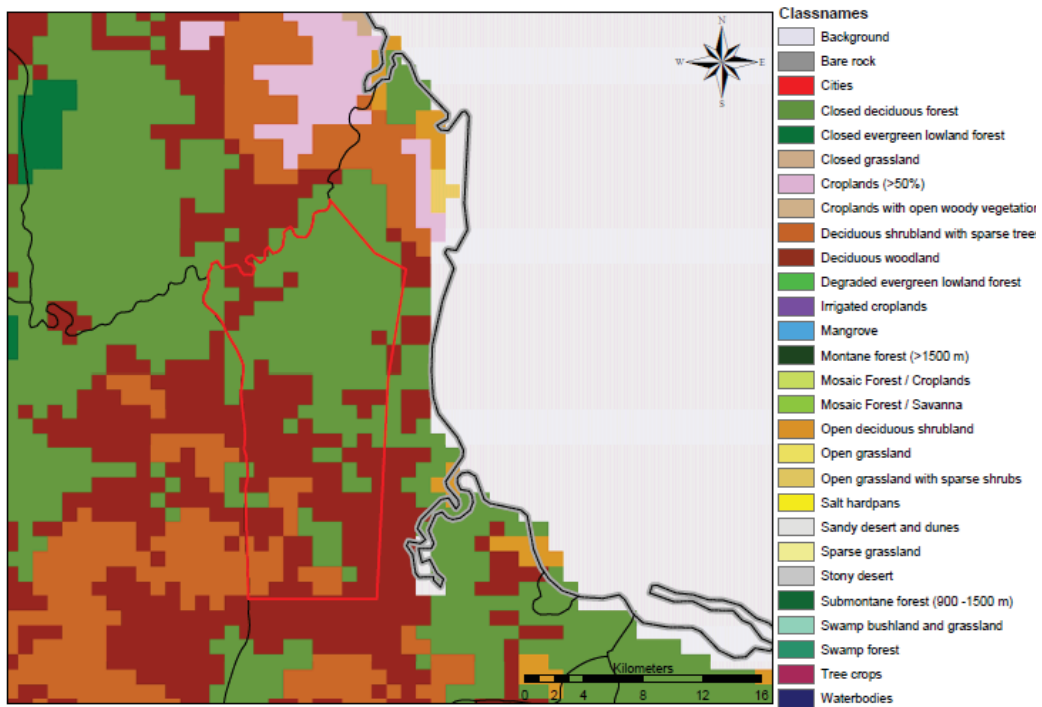 Classnames
N
W E
S
Background
Bare rock
Cities
Closed deciduous forest
Closed evergreen lowland forest
Closed grassland
Croplands (>50%)
Croplands with open woody vegetation
Deciduous shrubland with sparse trees
Deciduous woodland
Degraded evergreen lowland forest
Irrigated croplands
Mangrove
Montane forest (>1500 m)
Mosaic Forest / Croplands
Mosaic Forest / Savanna
Open deciduous shrubland
Open grassland
Open grassland with sparse shrubs
Salt hardpans
Sandy desert and dunes
Sparse grassland
Stony desert
Submontane forest (900 -1500 m)
Swamp bushland and grassland
Swamp forest
Tree crops
Waterbodies
Kilometers
0 2 4 8 12 16